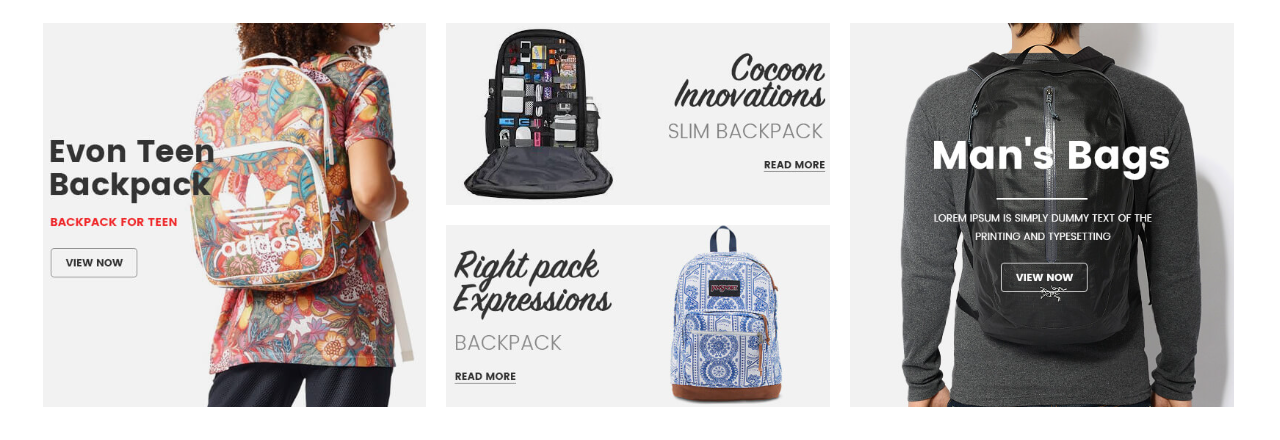 Evon Teen
Backpack
BACKPACK FOR TEEN
VIEW NOW
adidas
Cocoon
Innovations
SLIM BACKPACK
READ MORE
Right pack
Expressions
BACKPACK
READ MORE
JANSPORT
Man's Bags
LOREM IPSUM IS SIMPLY DUMMY TEXT OF THE
PRINTING AND TYPESETTING
VIEW NOW